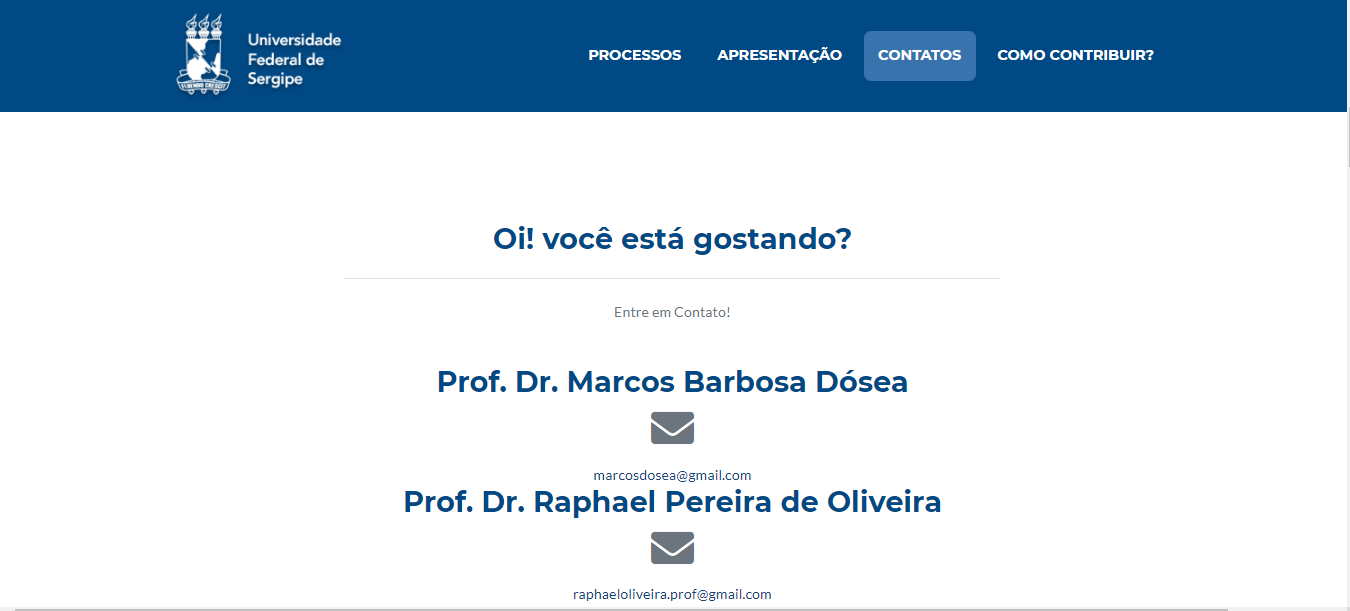 Universidade
Federal de
Sergipe
PROCESSOS APRESENTAÇÃO CONTATOS COMO CONTRIBUIR?
Oi! você está gostando?
Entre em Contato!
Prof. Dr. Marcos Barbosa Dósea
marcosdosea@gmail.com
Prof. Dr. Raphael Pereira de Oliveira
raphaeloliveira.prof@gmail.com